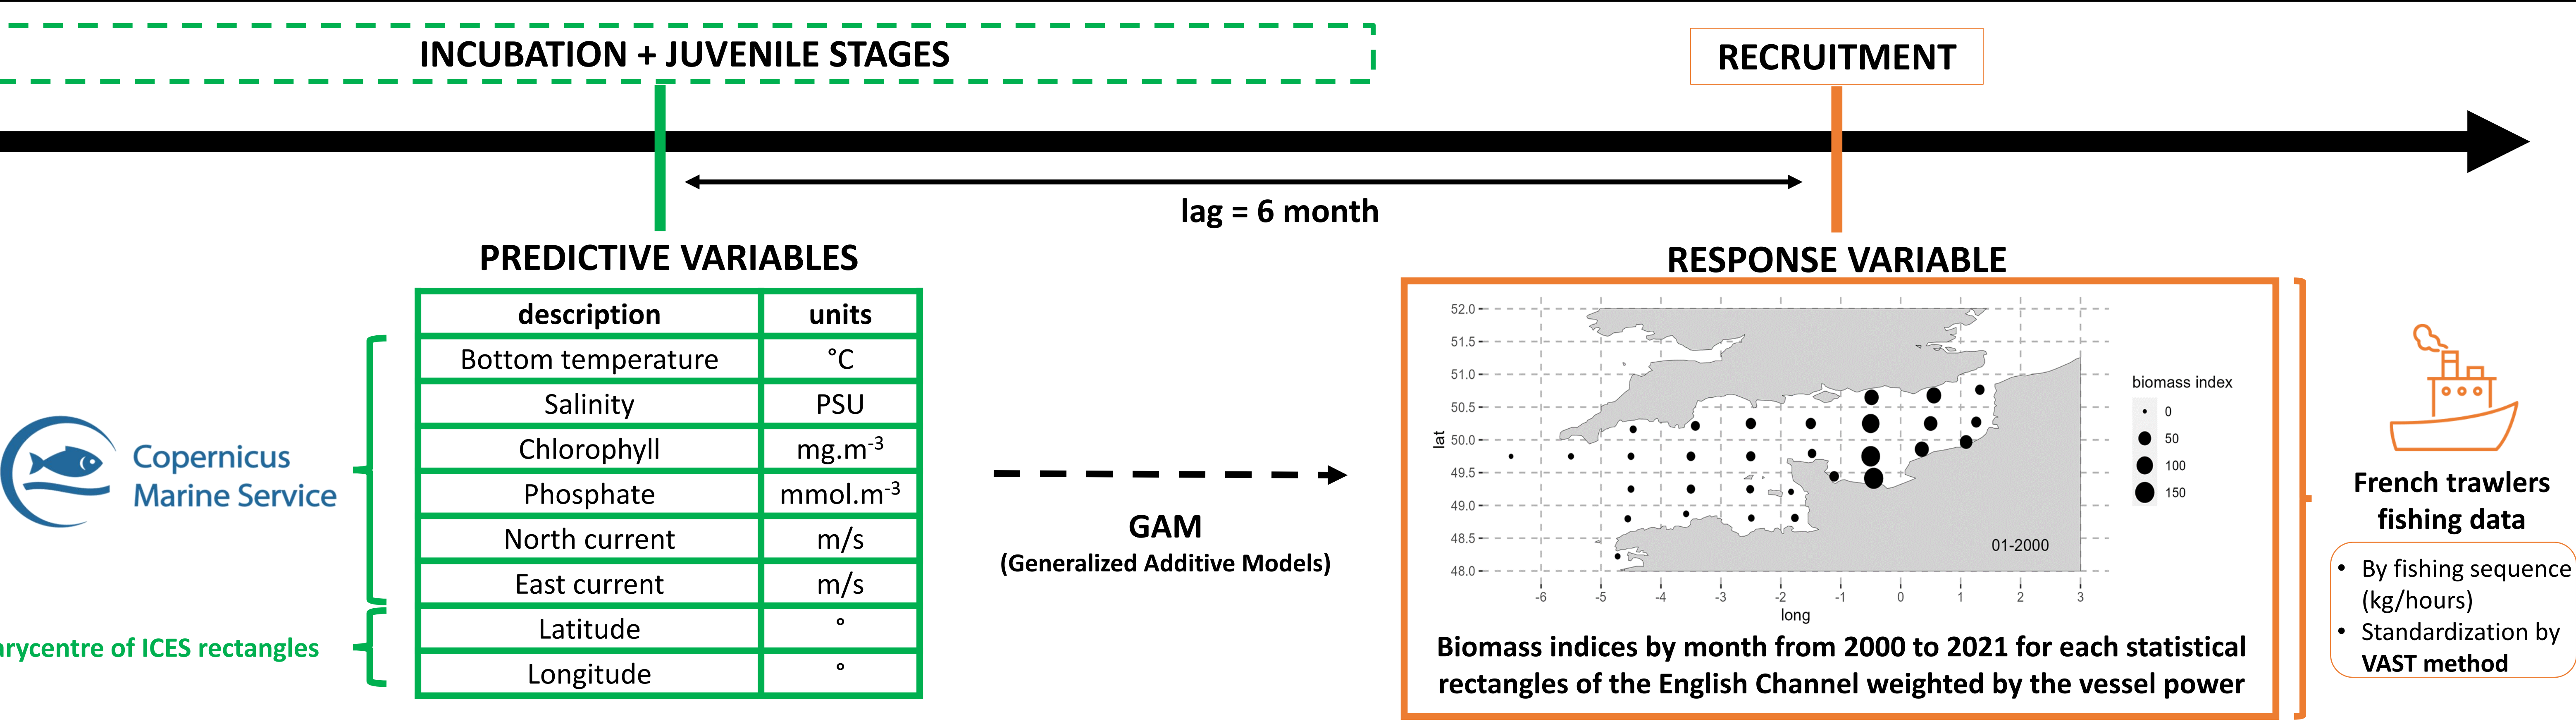 INCUBATION + JUVENILE STAGES
RECRUITMENT
lag = 6 month
PREDICTIVE VARIABLES
description units
Bottom temperature °C
Salinity PSU
Chlorophyll mg.m-3
Phosphate mmol.m-3
North current m/s
East current m/s
Latitude °
Longitude °
Copernicus
Marine Service
arycentre of ICES rectangles
GAM
(Generalized Additive Models)
RESPONSE VARIABLE
52.0
51.5
51.0
50.5
50.0
49.5
49.0
48.5
48.0
lat
-6 -5 -4 -3 -2 -1 0 1 2 3
long
01-2000
biomass index
0
50
100
150
Biomass indices by month from 2000 to 2021 for each statistical
rectangles of the English Channel weighted by the vessel power
French trawlers
fishing data
• By fishing sequence
(kg/hours)
• Standardization by
VAST method